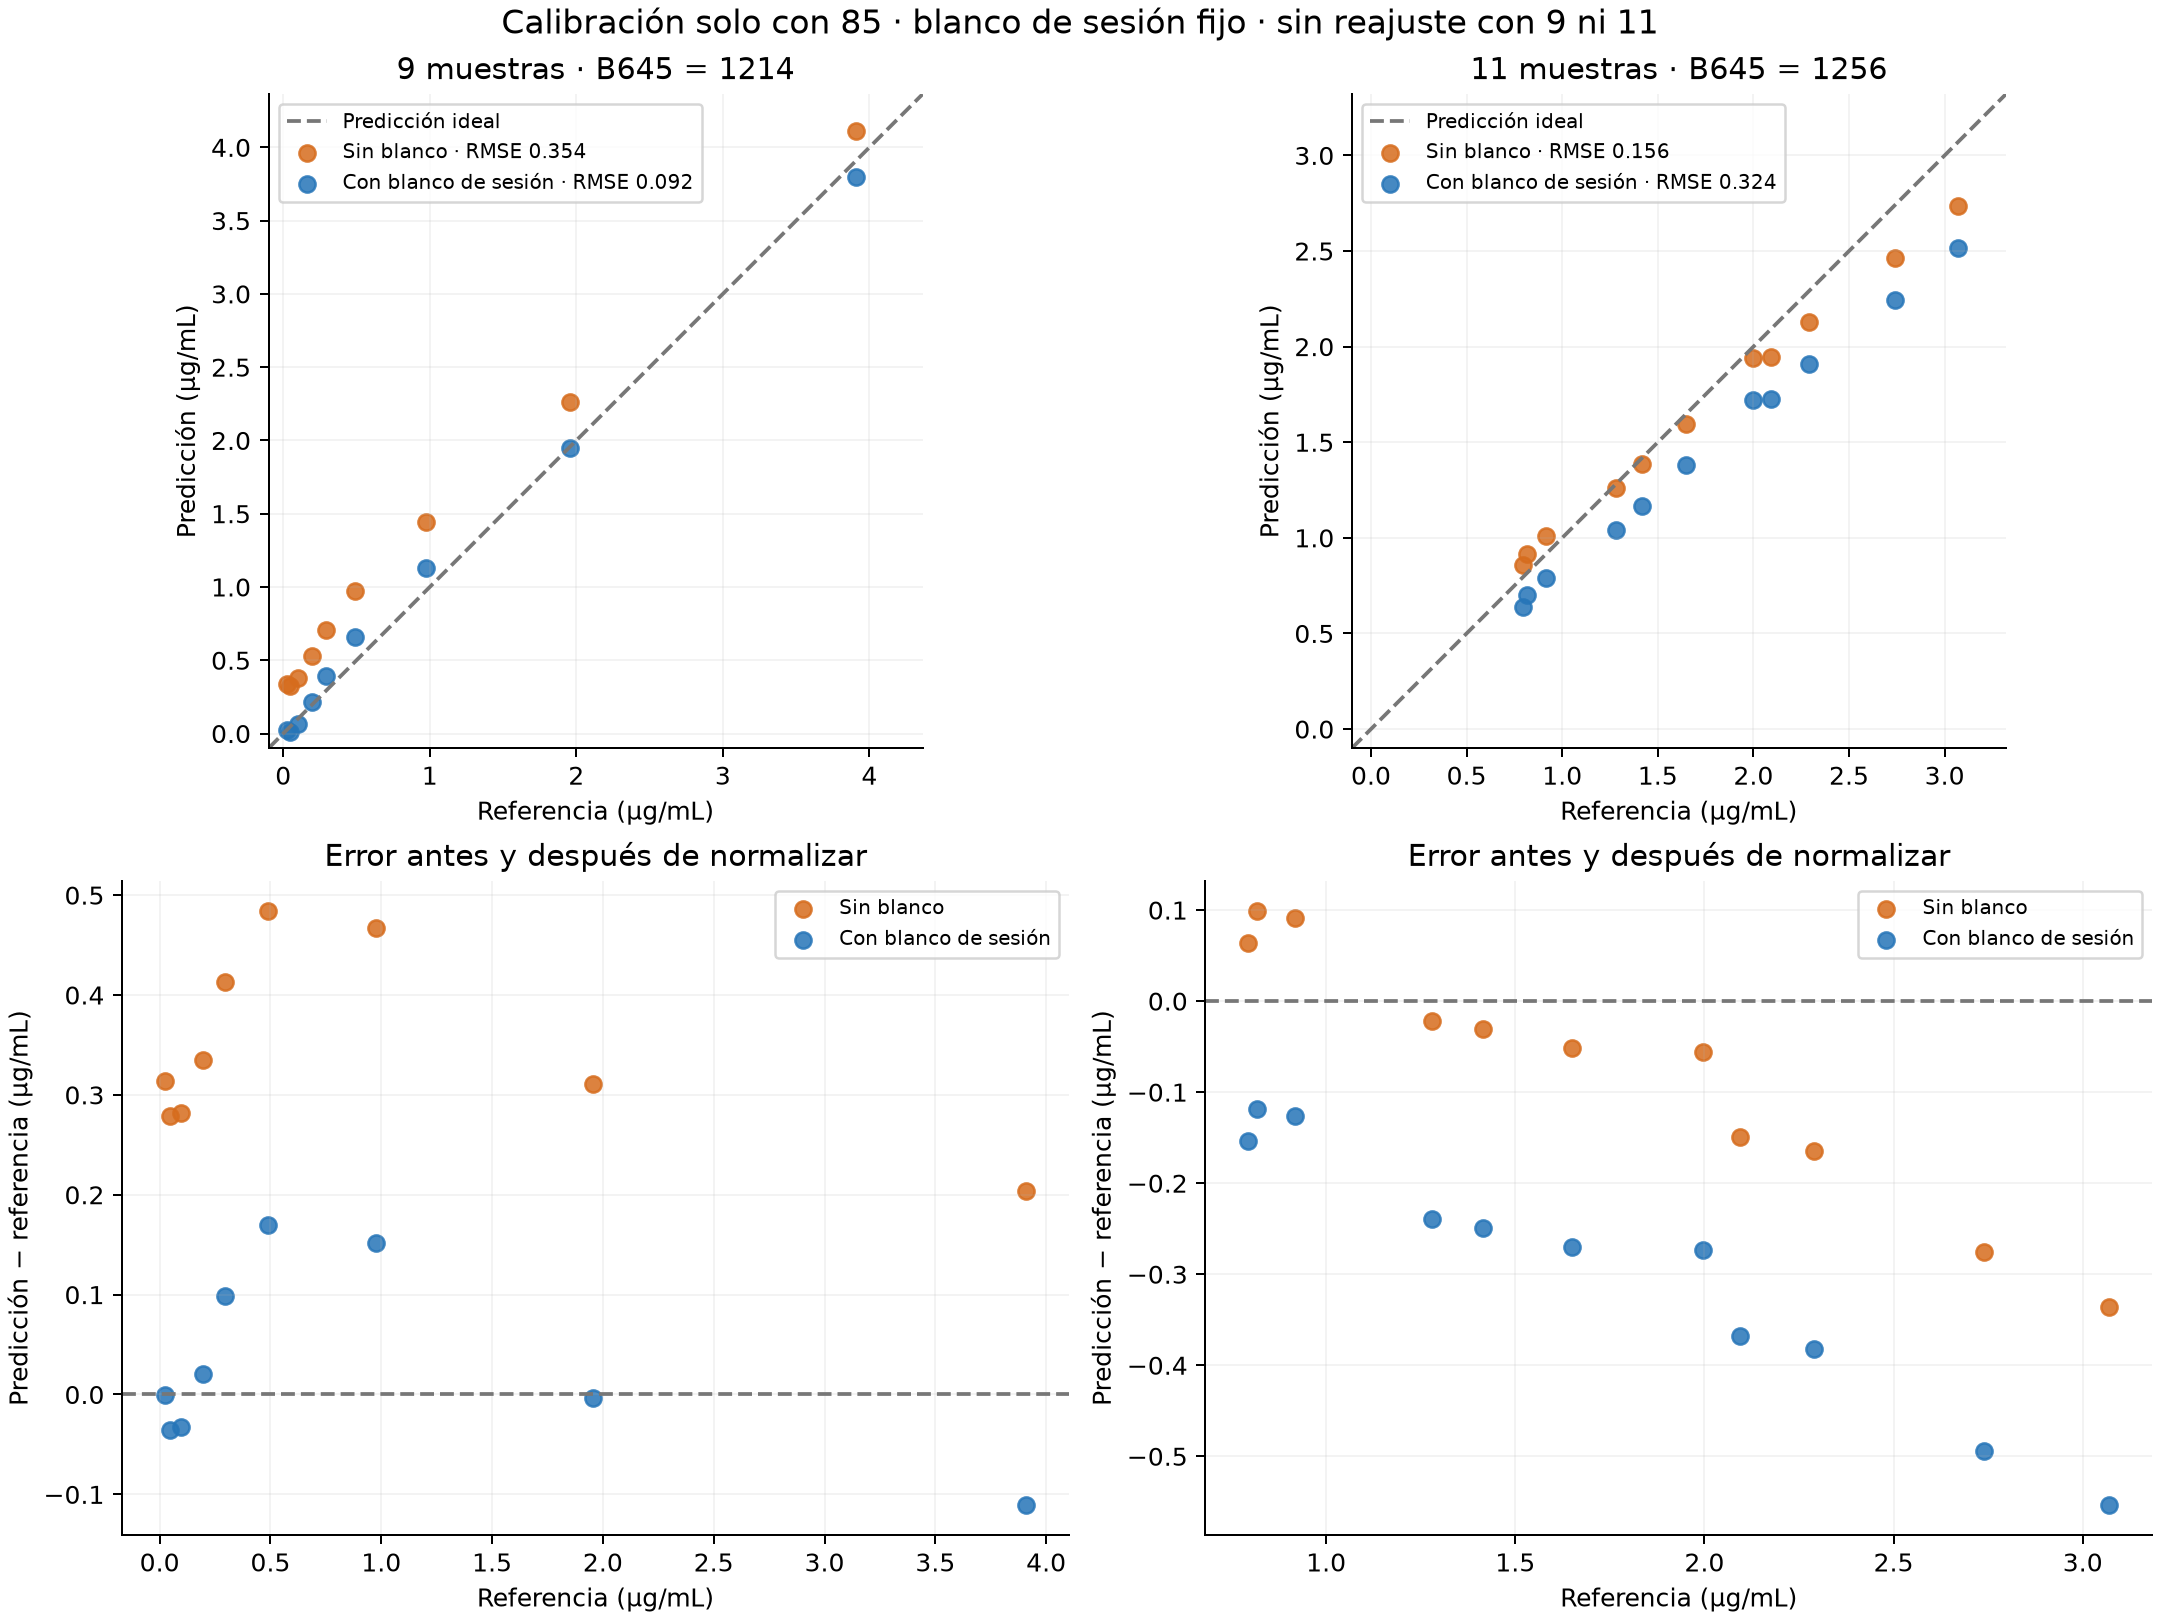 Calibración solo con 85 · blanco de sesión fijo · sin reajuste con 9 ni 11
9 muestras · B645 = 1214
Predicción ideal
Sin blanco · RMSE 0.354
Con blanco de sesión · RMSE 0.092
Predicción (µg/mL)
4.0
3.5
3.0
2.5
2.0
1.5
1.0
0.5
0.0
0
1
2
3
4
Referencia (µg/mL)
11 muestras · B645 = 1256
Predicción ideal
Sin blanco · RMSE 0.156
Con blanco de sesión · RMSE 0.324
Predicción (µg/mL)
3.0
2.5
2.0
1.5
1.0
0.5
0.0
0.0
0.5
1.0
1.5
2.0
2.5
3.0
Referencia (µg/mL)
Error antes y después de normalizar
Sin blanco
Con blanco de sesión
Predicción − referencia (µg/mL)
0.5
0.4
0.3
0.2
0.1
0.0
−0.1
0.0
0.5
1.0
1.5
2.0
2.5
3.0
3.5
4.0
Referencia (µg/mL)
Error antes y después de normalizar
Sin blanco
Con blanco de sesión
Predicción − referencia (µg/mL)
0.1
0.0
−0.1
−0.2
−0.3
−0.4
−0.5
1.0
1.5
2.0
2.5
3.0
Referencia (µg/mL)